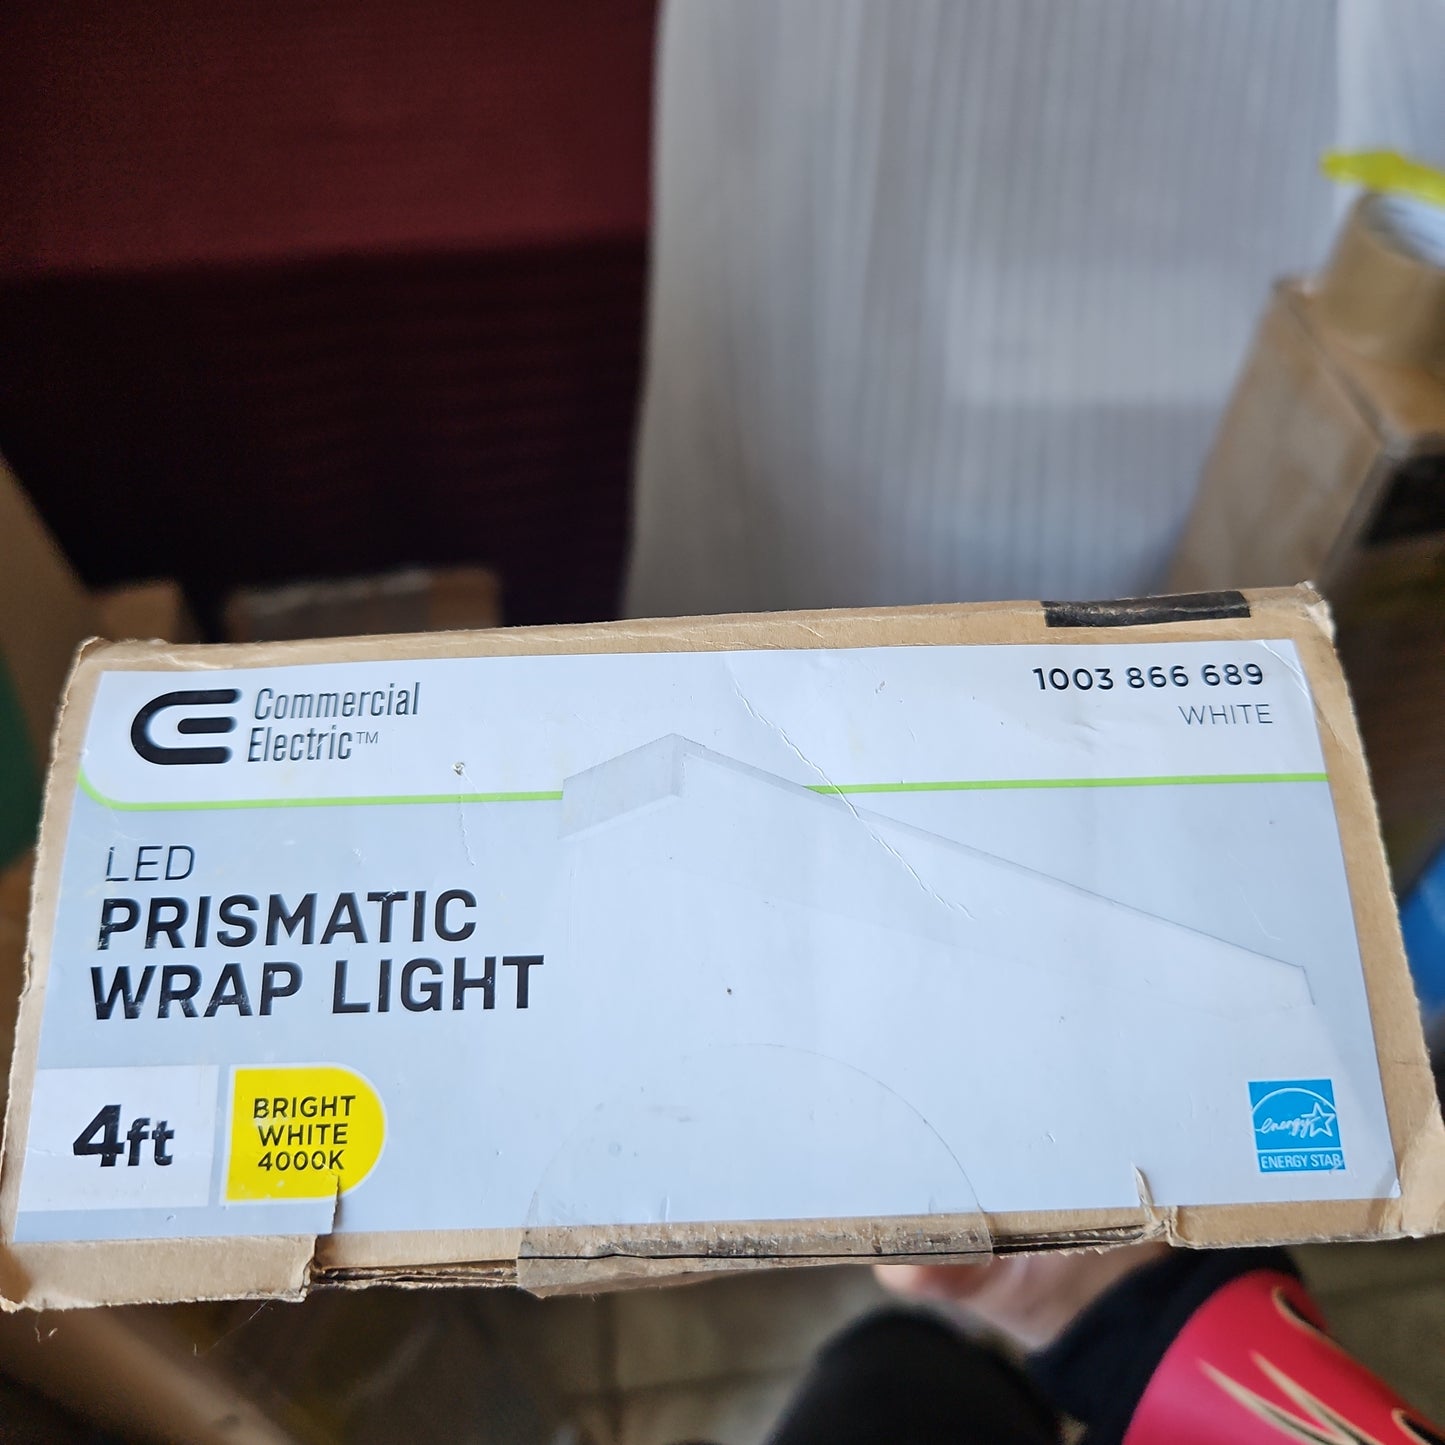 Commercial
Electric™
1003 866 689
WHITE
LED
PRISMATIC
WRAP LIGHT
4ft
BRIGHT
WHITE
4000K
energy
ENERGY STAR